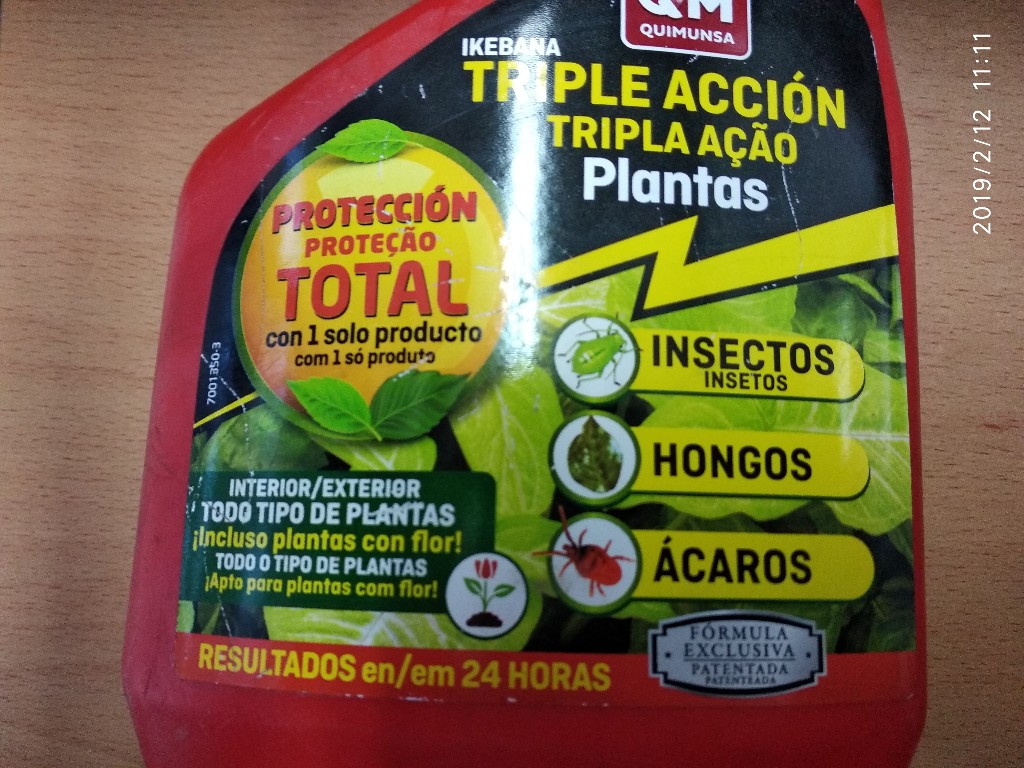 QM
QUIMUNSA
IKEBANA
TRIPLE ACCIÓN
TRIPLA AÇÃO
Plantas
PROTECCIÓN
PROTEÇÃO
TOTAL
con 1 solo producto
com 1 só produto
7001350-3
INSECTOS
INSETOS
HONGOS
ÁCAROS
INTERIOR/EXTERIOR
TODO TIPO DE PLANTAS
¡Incluso plantas con flor!
TODO O TIPO DE PLANTAS
¡Apto para plantas com flor!
FÓRMULA
EXCLUSIVA
PATENTADA
PATENTEADA
RESULTADOS en/em 24 HORAS
2019/2/12 11:11